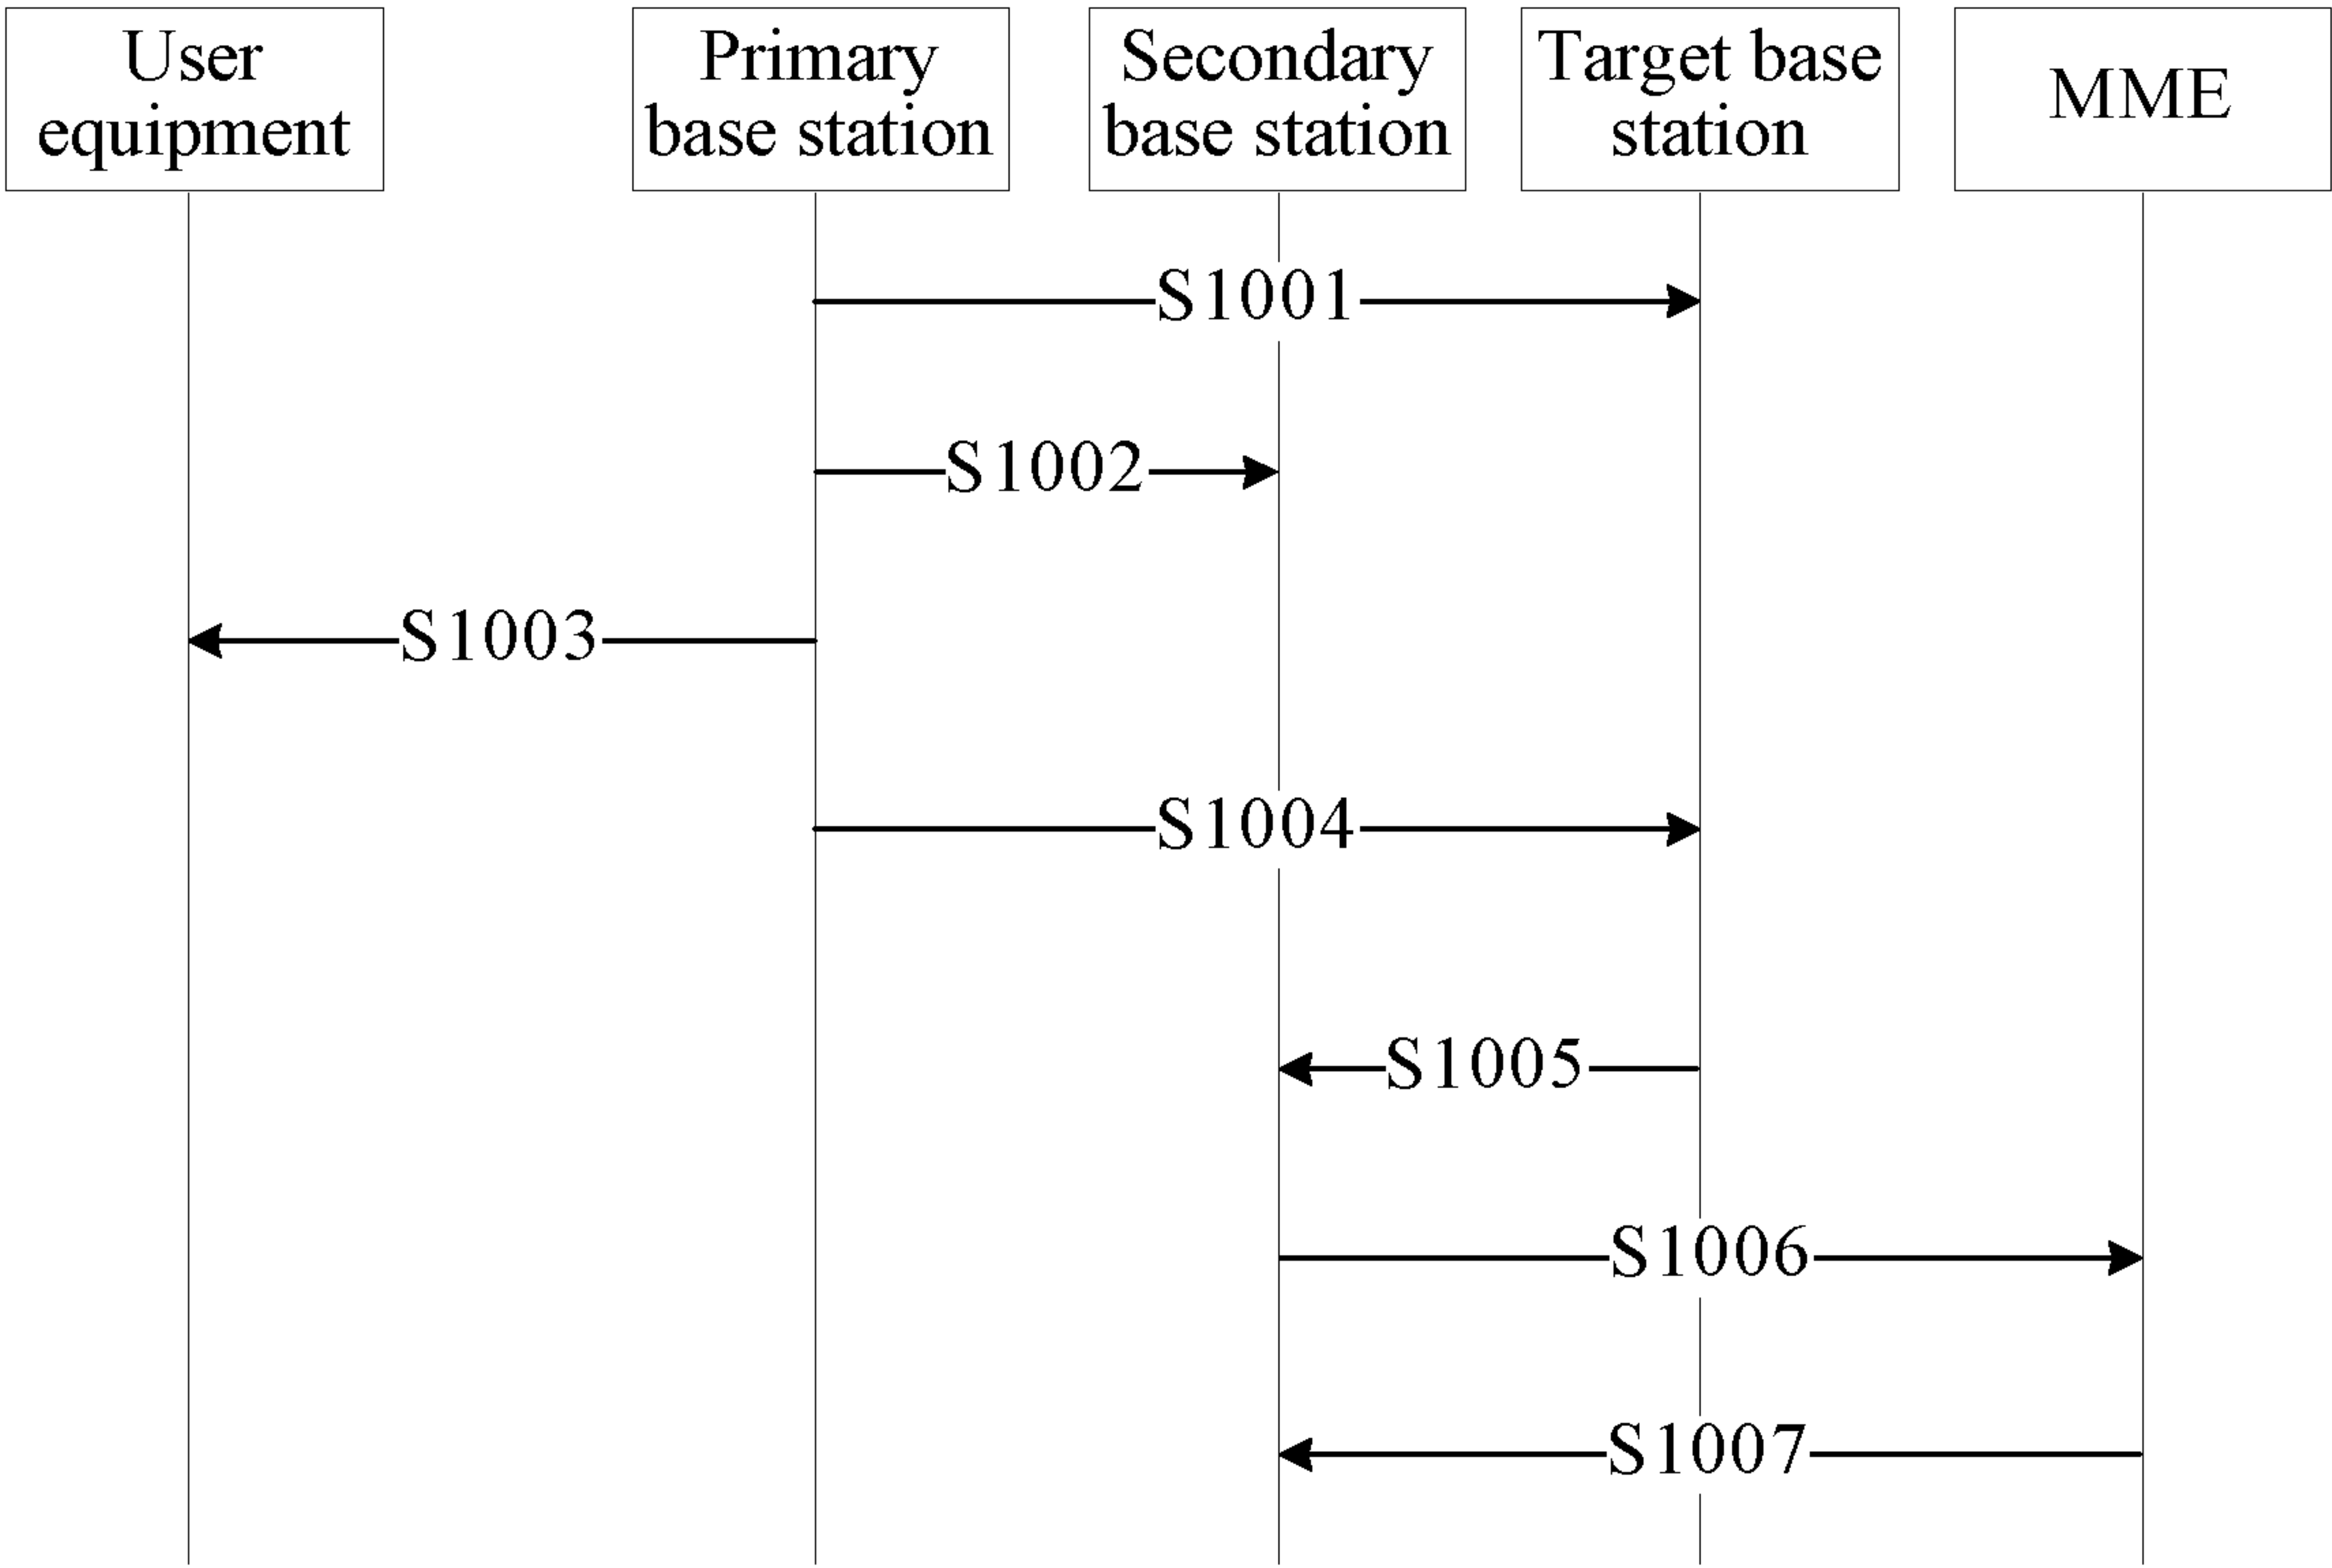 User
equipment
Primary
base station
Secondary
base station
Target base
station
MME
S1001
S1002
S1003
S1004
S1005
S1006
S1007